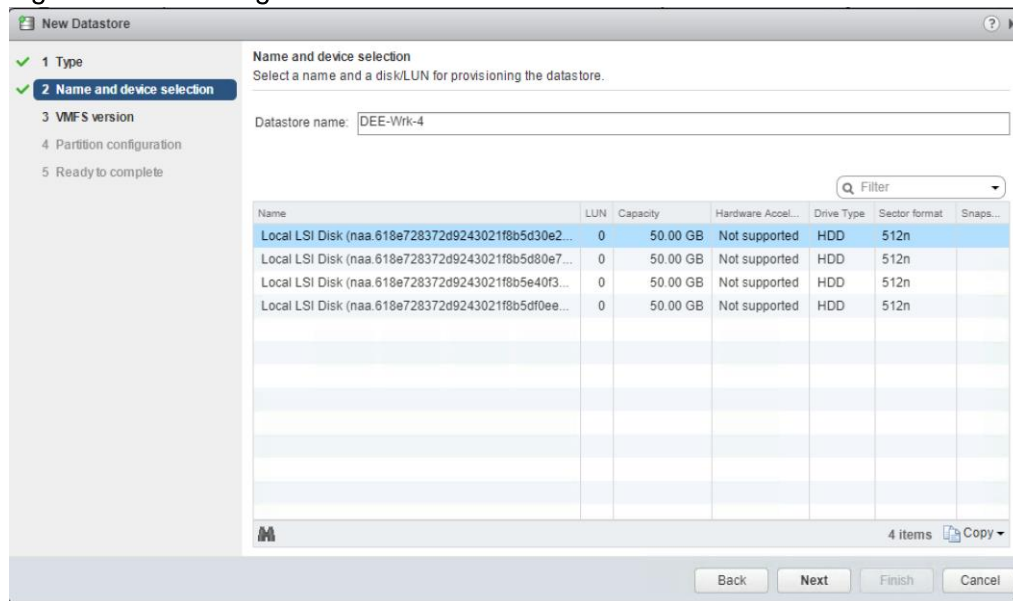 New Datastore
?
1 Type
2 Name and device selection
3 VMFS version
4 Partition configuration
5 Ready to complete
Name and device selection
Select a name and a disk/LUN for provisioning the datastore.
Datastore name: DEE-Wrk-4
Filter
Name LUN Capacity Hardware Accel... Drive Type Sector format Snaps...
Local LSI Disk (naa.618e728372d9243021f8b5d30e2... 0 50.00 GB Not supported HDD 512n
Local LSI Disk (naa.618e728372d9243021f8b5d80e7... 0 50.00 GB Not supported HDD 512n
Local LSI Disk (naa.618e728372d9243021f8b5e40f3... 0 50.00 GB Not supported HDD 512n
Local LSI Disk (naa.618e728372d9243021f8b5df0ee... 0 50.00 GB Not supported HDD 512n
4 items Copy
Back Next Finish Cancel